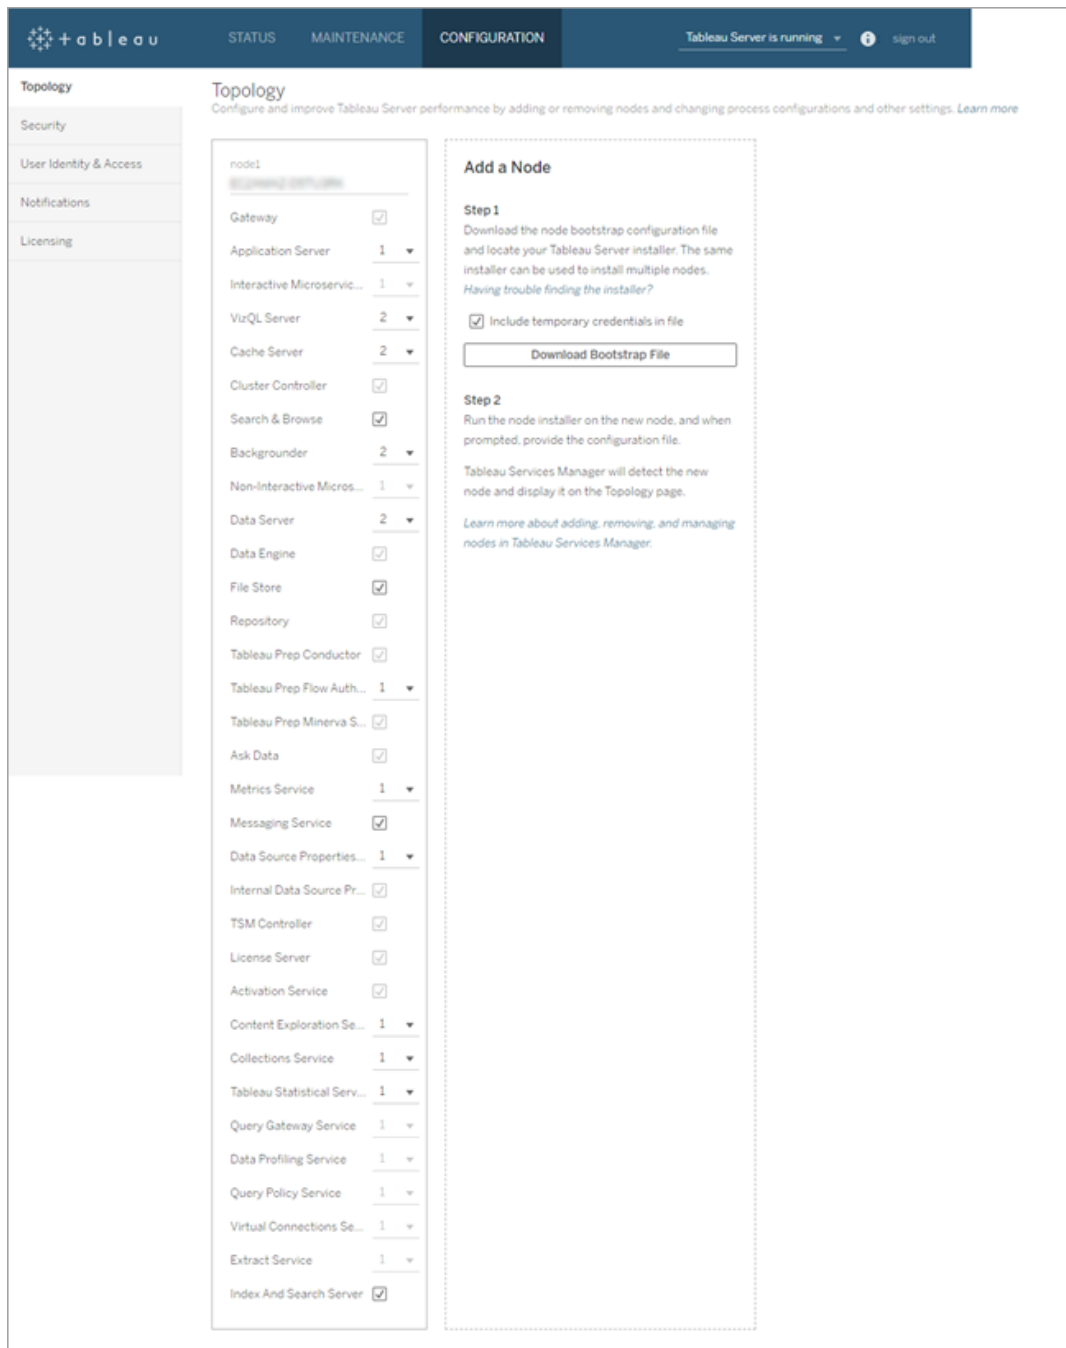 +ableau
STATUS MAINTENANCE CONFIGURATION Tableau Server is running sign out
Topology
Security
User Identity & Access
Notifications
Licensing
Topology
Configure and improve Tableau Server performance by adding or removing nodes and changing process configurations and other settings. Learn more
node1
Gateway
Application Server 1
Interactive Microservic... 1
VizQL Server 2
Cache Server 2
Cluster Controller
Search & Browse
Backgrounder 2
Non-Interactive Micros... 1
Data Server 2
Data Engine
File Store
Repository
Tableau Prep Conductor
Tableau Prep Flow Auth... 1
Tableau Prep Minerva S...
Ask Data
Metrics Service 1
Messaging Service
Data Source Properties... 1
Internal Data Source Pr...
TSM Controller
License Server
Activation Service
Content Exploration Se... 1
Collections Service 1
Tableau Statistical Serv... 1
Query Gateway Service 1
Data Profiling Service 1
Query Policy Service 1
Virtual Connections Se... 1
Extract Service 1
Index And Search Server
Add a Node
Step 1
Download the node bootstrap configuration file
and locate your Tableau Server installer. The same
installer can be used to install multiple nodes.
Having trouble finding the installer?
Include temporary credentials in file
Download Bootstrap File
Step 2
Run the node installer on the new node, and when
prompted, provide the configuration file.
Tableau Services Manager will detect the new
node and display it on the Topology page.
Learn more about adding, removing, and managing
nodes in Tableau Services Manager.